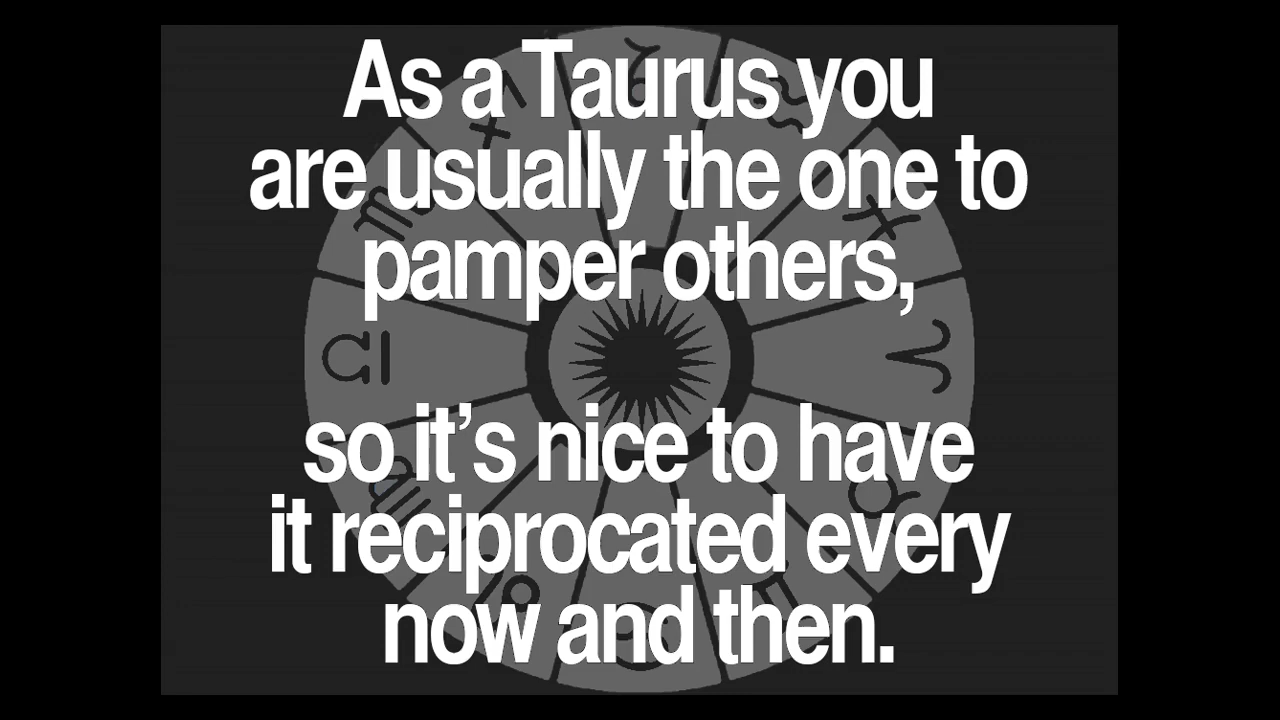 As a Taurus you
are usually the one to
pamper others,
so it’s nice to have
it reciprocated every
now and then.